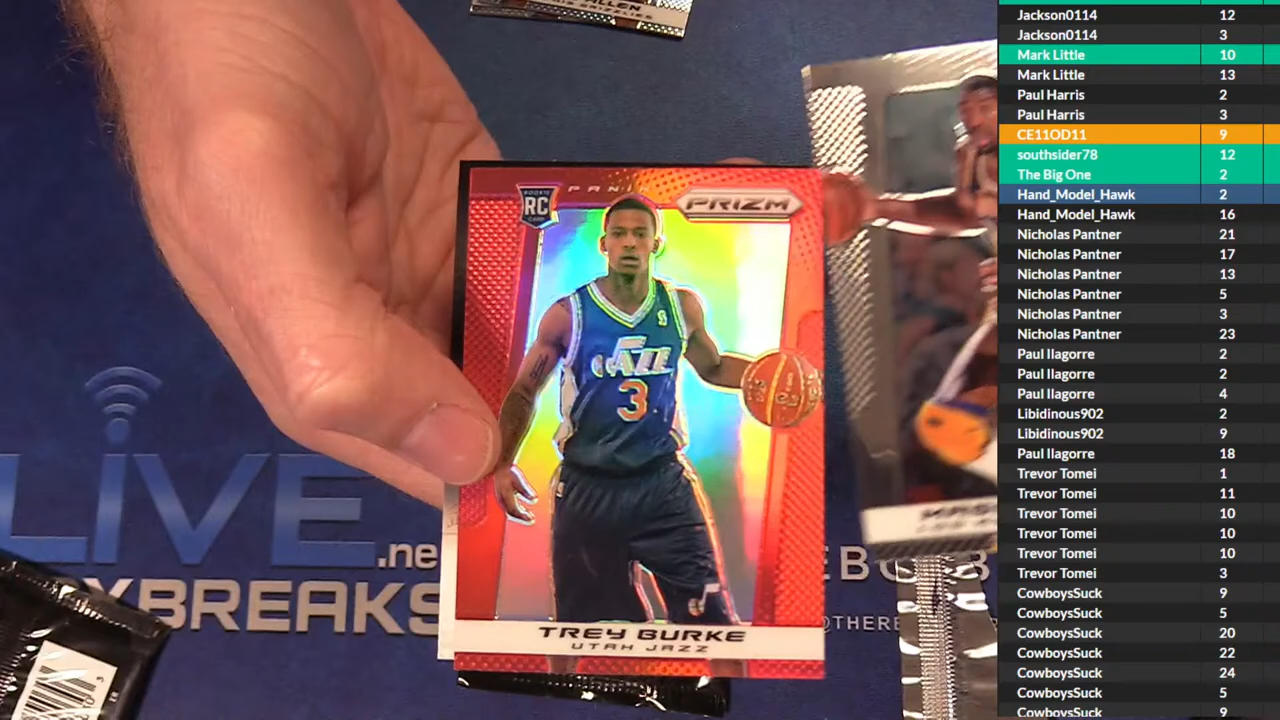 ALLEN
LOS ANGELES
PANINI
ROOKIE
RC
CARD
PRIZM
JAZZ
3
TREY BURKE
UTAH JAZZ
LiVE
.ne
XBREAKS
Jackson0114 12
Jackson0114 3
Mark Little 10
Mark Little 13
Paul Harris 2
Paul Harris 3
CE11OD11 9
southsider78 12
The Big One 2
Hand_Model_Hawk 2
Hand_Model_Hawk 16
Nicholas Pantner 21
Nicholas Pantner 17
Nicholas Pantner 13
Nicholas Pantner 5
Nicholas Pantner 3
Nicholas Pantner 23
Paul Ilagorre 2
Paul Ilagorre 2
Paul Ilagorre 4
Libidinous902 2
Libidinous902 9
Paul Ilagorre 18
Trevor Tomei 1
Trevor Tomei 11
Trevor Tomei 10
Trevor Tomei 10
Trevor Tomei 10
Trevor Tomei 3
CowboysSuck 9
CowboysSuck 5
CowboysSuck 20
CowboysSuck 22
CowboysSuck 24
CowboysSuck 5
CowboysSuck 9